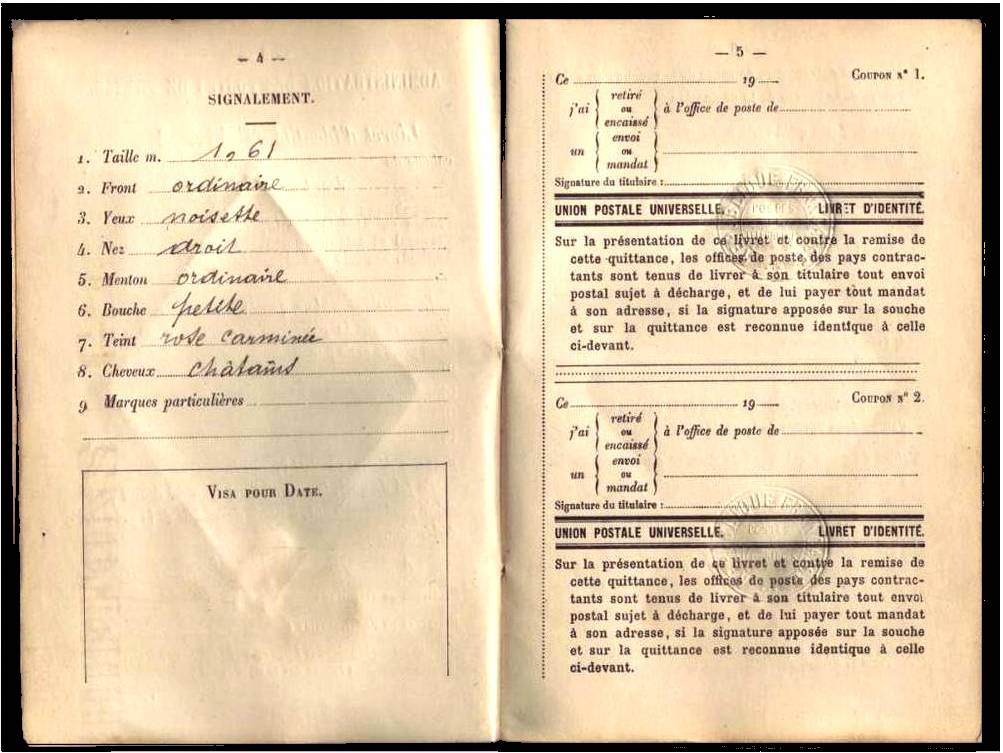 — 4 —
SIGNALEMENT.
1. Taille m. 1,61
2. Front ordinaire
3. Yeux noisette
4. Nez droit
5. Menton ordinaire
6. Bouche petite
7. Teint rose carminée
8. Cheveux châtains
9 Marques particulières
VISA POUR DATE.
— 5 —
Ce 19 COUPON Nº 1.
retiré
j'ai ou à l'office de poste de
encaissé
envoi
un ou
mandat
Signature du titulaire :
UNION POSTALE UNIVERSELLE. LIVRET D'IDENTITÉ.
Sur la présentation de ce livret et contre la remise de
cette quittance, les offices de poste des pays contrac-
tants sont tenus de livrer à son titulaire tout envoi
postal sujet à décharge, et de lui payer tout mandat
à son adresse, si la signature apposée sur la souche
et sur la quittance est reconnue identique à celle
ci-devant.
Ce 19 COUPON Nº 2.
retiré
j'ai ou à l'office de poste de
encaissé
envoi
un ou
mandat
Signature du titulaire :
UNION POSTALE UNIVERSELLE. LIVRET D'IDENTITÉ.
Sur la présentation de ce livret et contre la remise de
cette quittance, les offices de poste des pays contrac-
tants sont tenus de livrer à son titulaire tout envoi
postal sujet à décharge, et de lui payer tout mandat
à son adresse, si la signature apposée sur la souche
et sur la quittance est reconnue identique à celle
ci-devant.